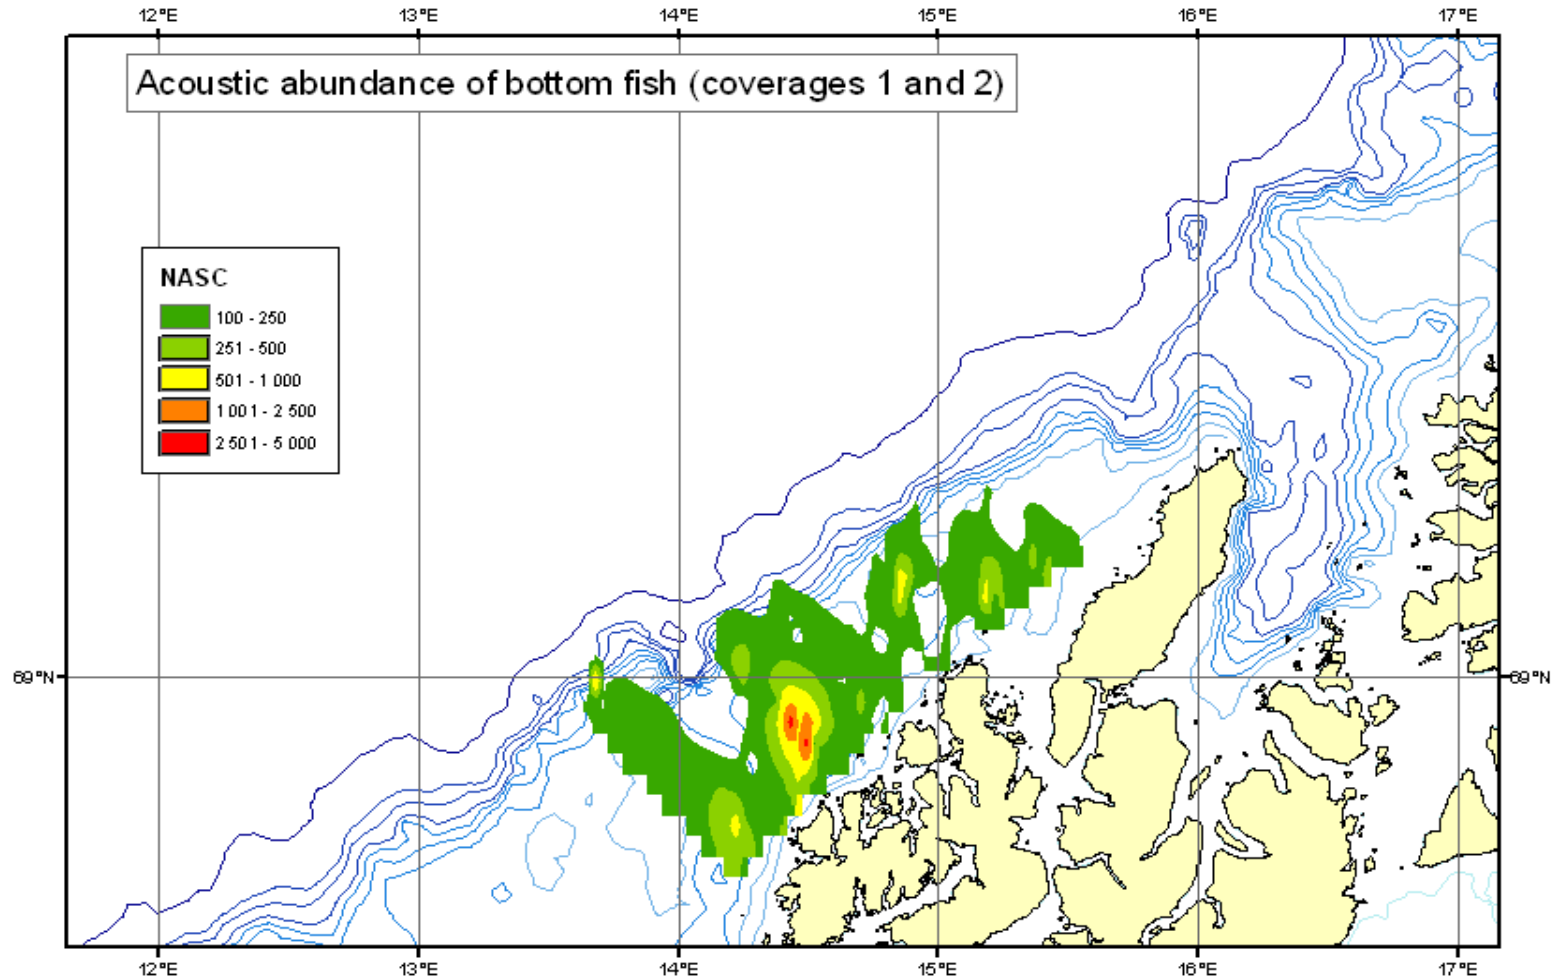 12°E 13°E 14°E 15°E 16°E 17°E
Acoustic abundance of bottom fish (coverages 1 and 2)
NASC
100 - 250
251 - 500
501 - 1 000
1 001 - 2 500
2 501 - 5 000
69°N 69°N
12°E 13°E 14°E 15°E 16°E 17°E